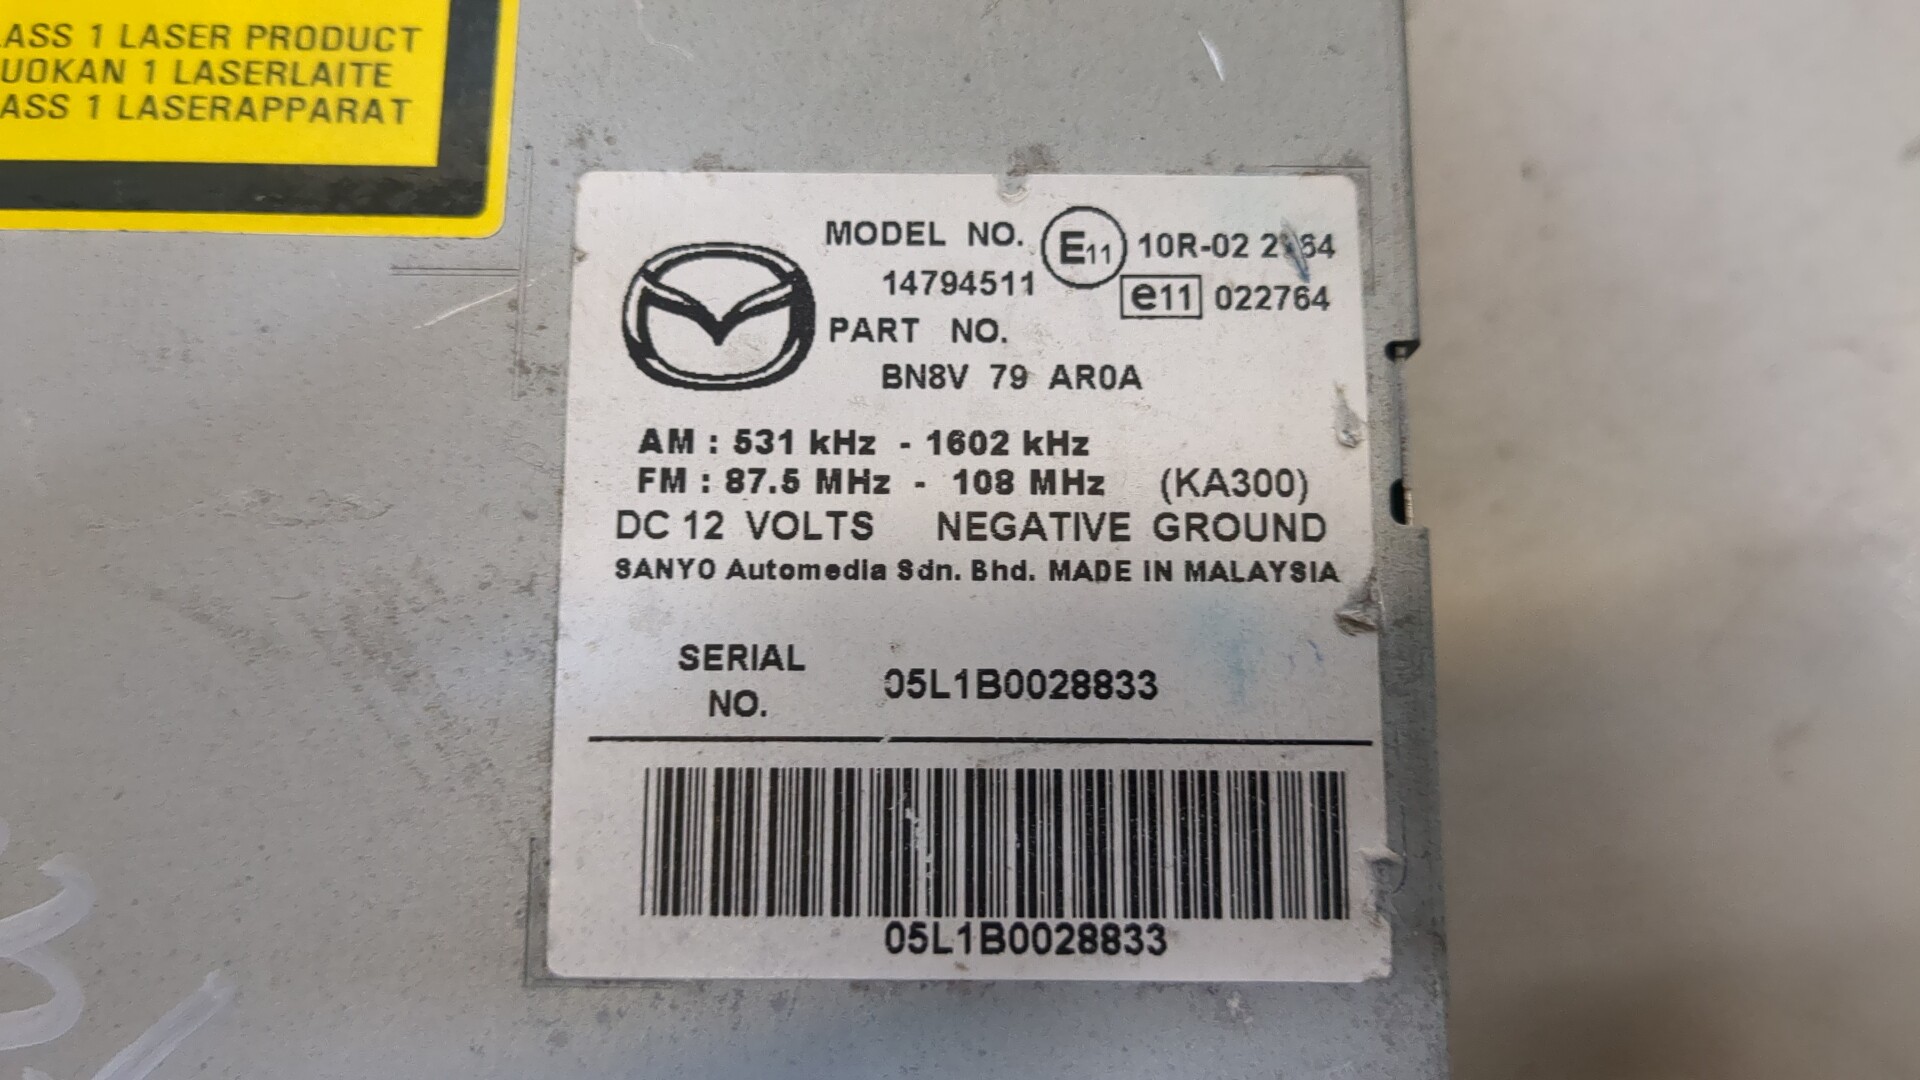 ASS 1 LASER PRODUCT
UOKAN 1 LASERLAITE
ASS 1 LASERAPPARAT
MODEL NO. E11 10R-02
14794511 e11 022764
PART NO.
BN8V 79 AR0A
AM : 531 kHz - 1602 kHz
FM : 87.5 MHz - 108 MHz (KA300)
DC 12 VOLTS NEGATIVE GROUND
SANYO Automedia Sdn. Bhd. MADE IN MALAYSIA
SERIAL 05L1B0028833
NO.
05L1B0028833